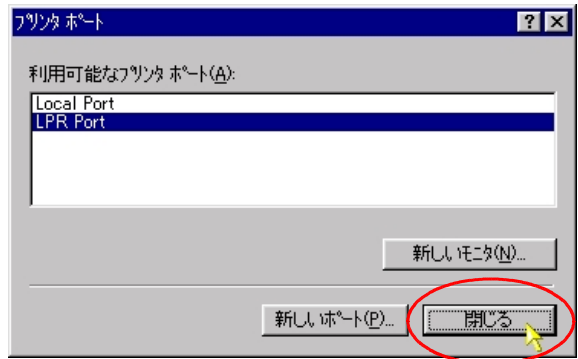 プリンタ ポート
利用可能なプリンタ ポート(A):
Local Port
LPR Port
新しいモニタ(N)...
新しいポート(P)...
閉じる